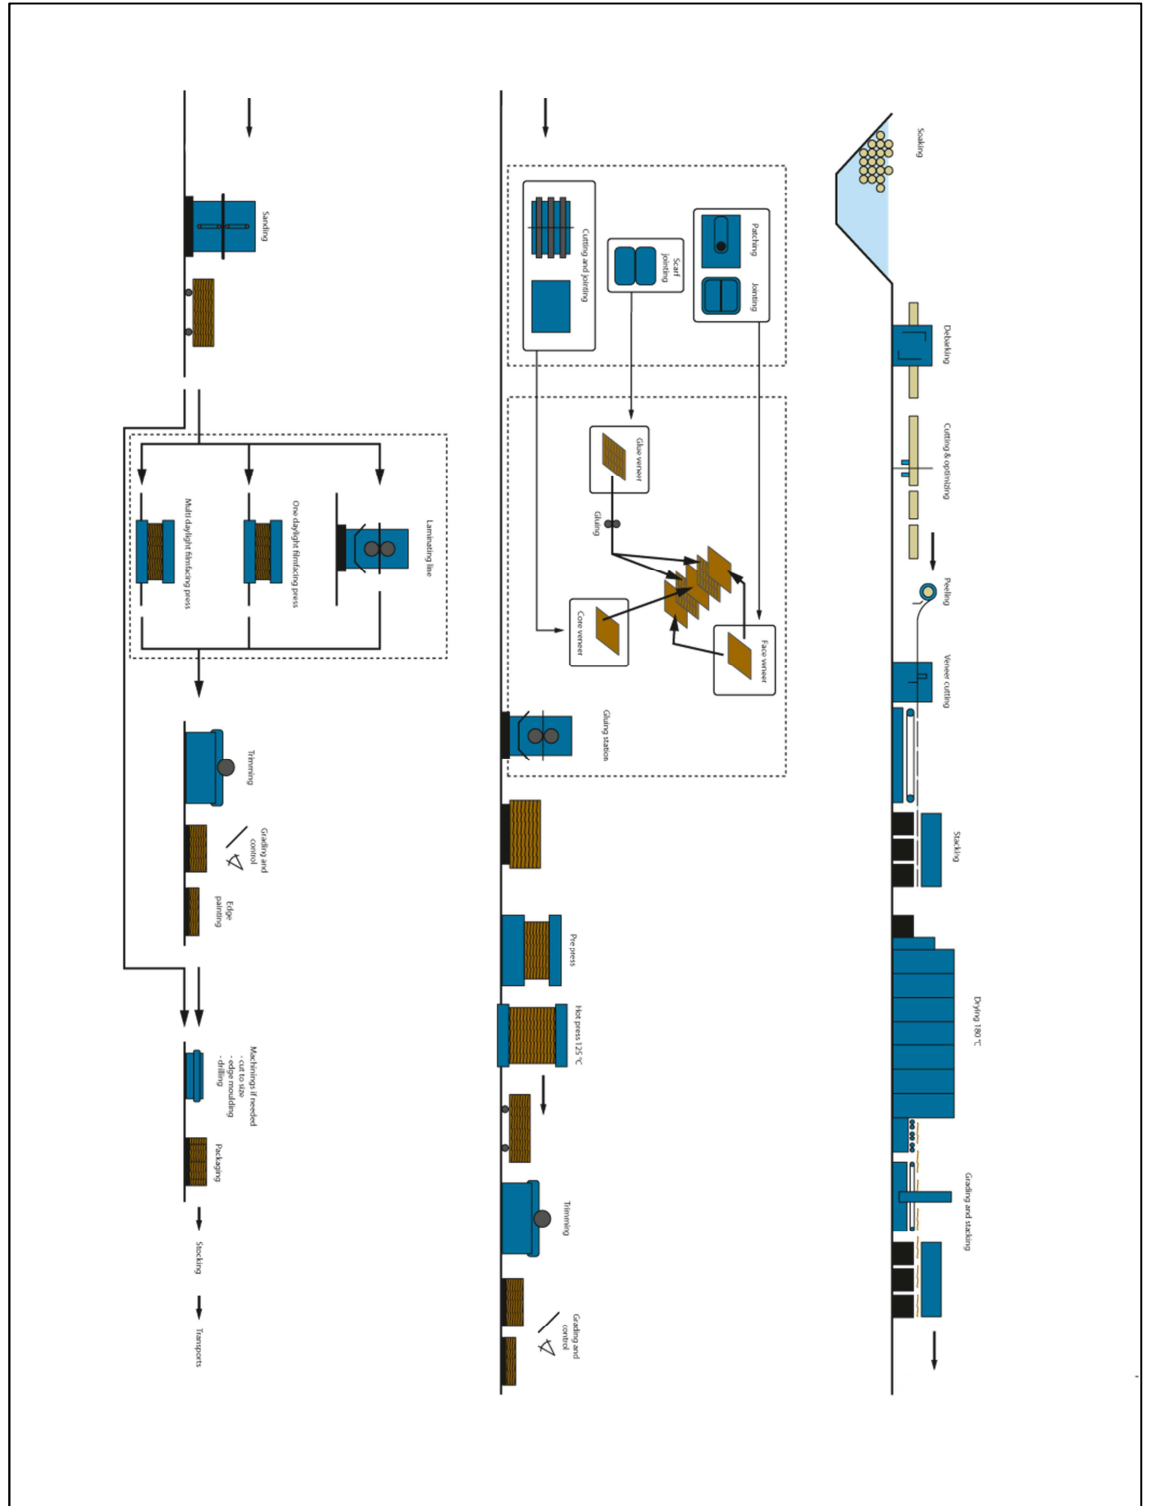 Soaking
Debarking
Cutting & optimizing
Peeling
Veneer cutting
Stacking
Drying 180 °C
Grading and stacking
Patching
Jointing
Scarf
jointing
Cutting and jointing
Glue veneer
Gluing
Core veneer
Face veneer
Gluing station
Pre press
Hot press 125 °C
Trimming
Grading and
control
Sanding
Laminating line
One daylight filmfacing press
Multi daylight filmfacing press
Trimming
Grading and
control
Edge
painting
Machinings if needed
- cut to size
- edge moulding
- drilling
Packaging
Stocking
Transports